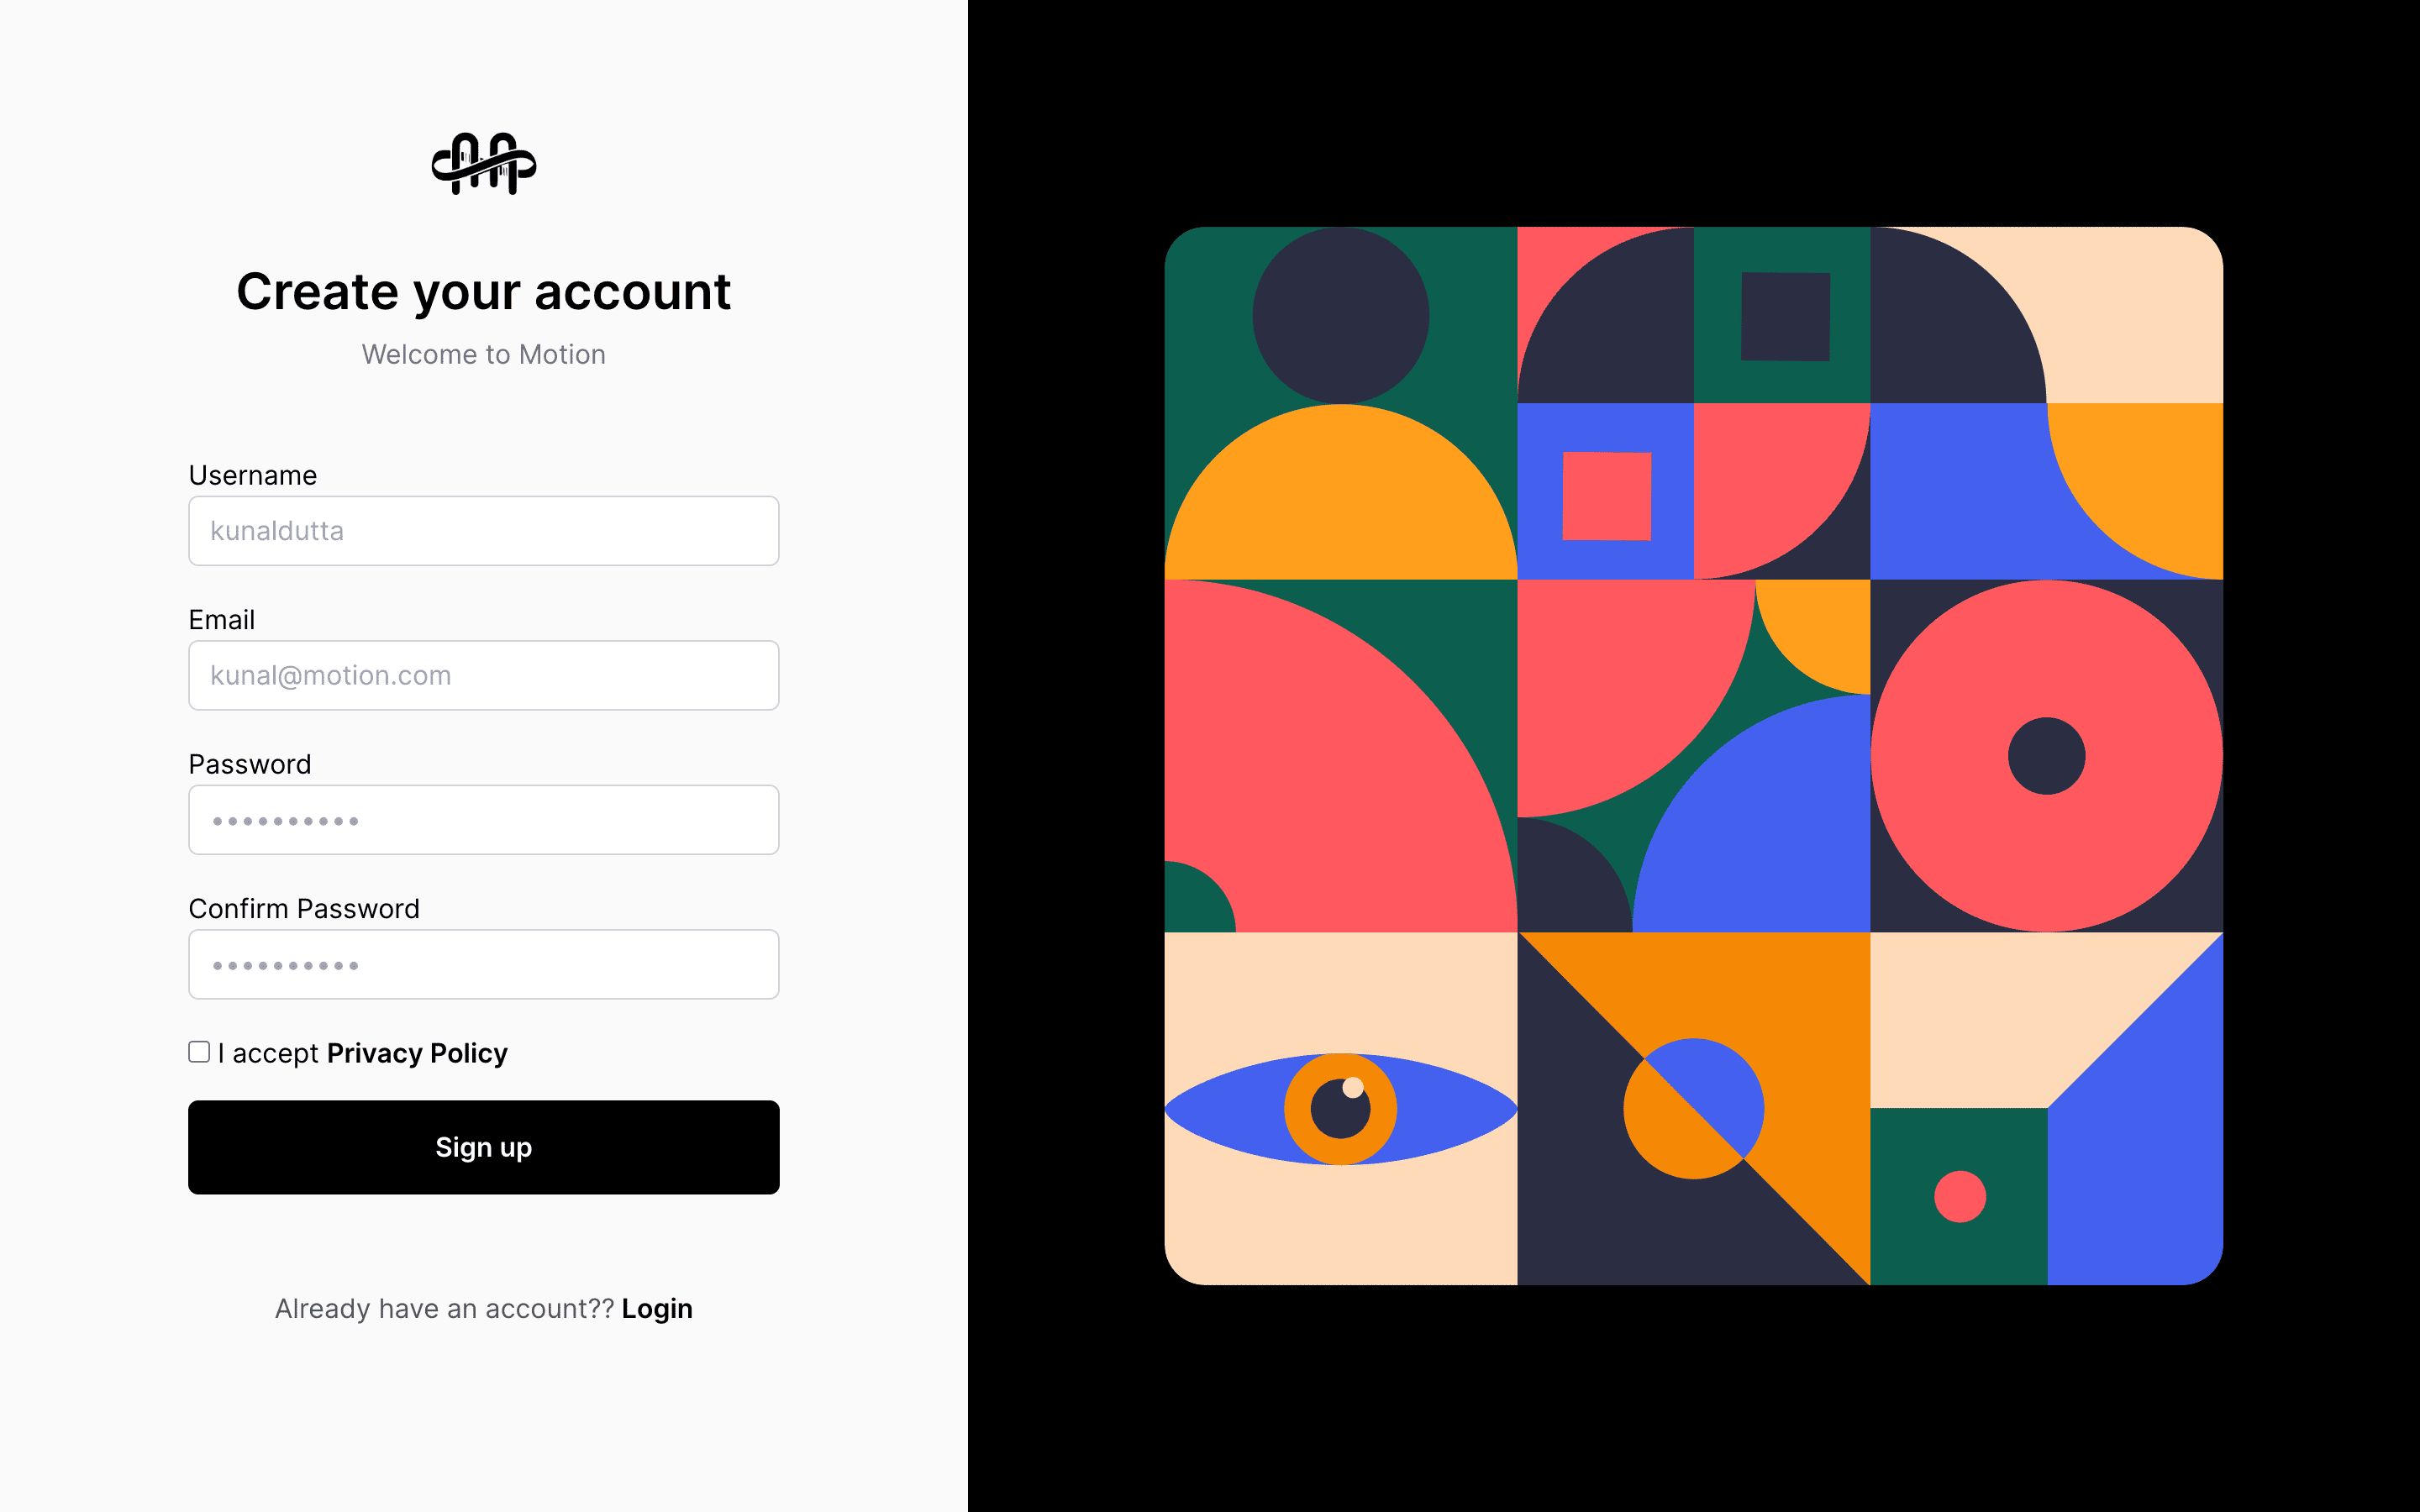 Create your account
Welcome to Motion
Username
kunaldutta
Email
kunal@motion.com
Password
••••••••••
Confirm Password
••••••••••
I accept Privacy Policy
Sign up
Already have an account?? Login